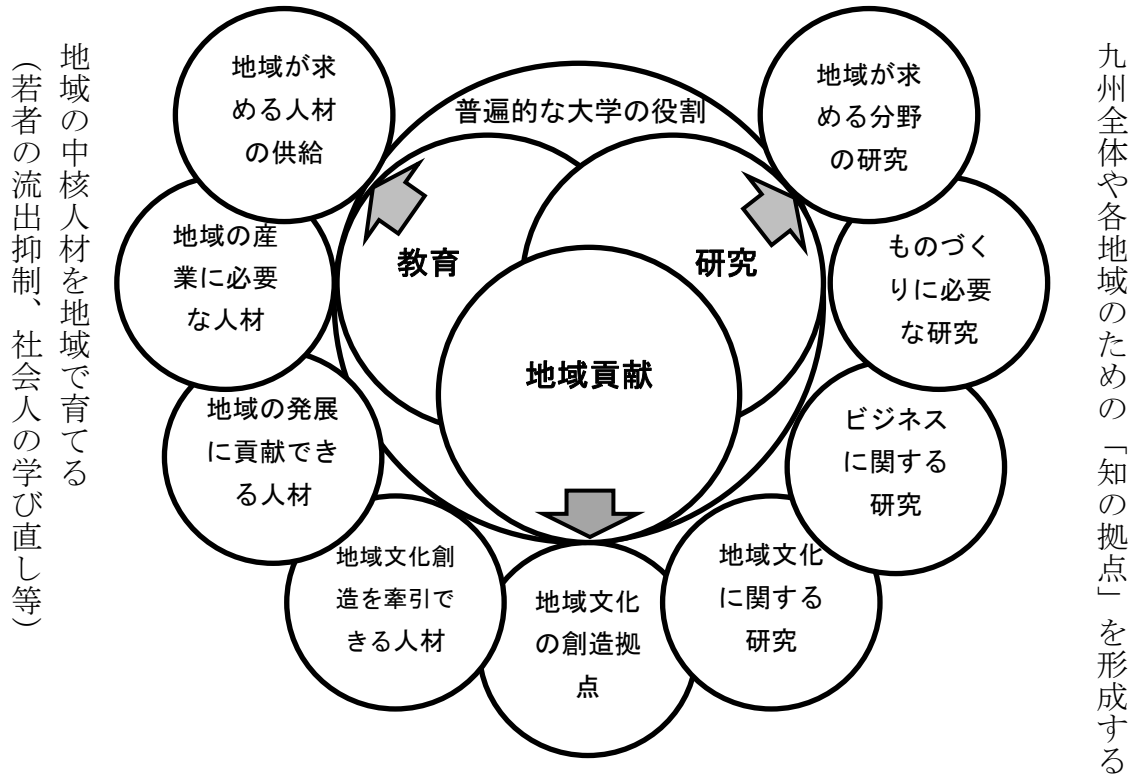 地域の中核人材を地域で育てる
(若者の流出抑制、社会人の学び直し等)
九州全体や各地域のための「知の拠点」を形成する
普遍的な大学の役割
教育
研究
地域貢献
地域が求
める人材
の供給
地域の産
業に必要
な人材
地域の発展
に貢献でき
る人材
地域文化創
造を牽引で
きる人材
地域文化
の創造拠
点
地域文化
に関する
研究
ビジネス
に関する
研究
ものづく
りに必要
な研究
地域が求
める分野
の研究